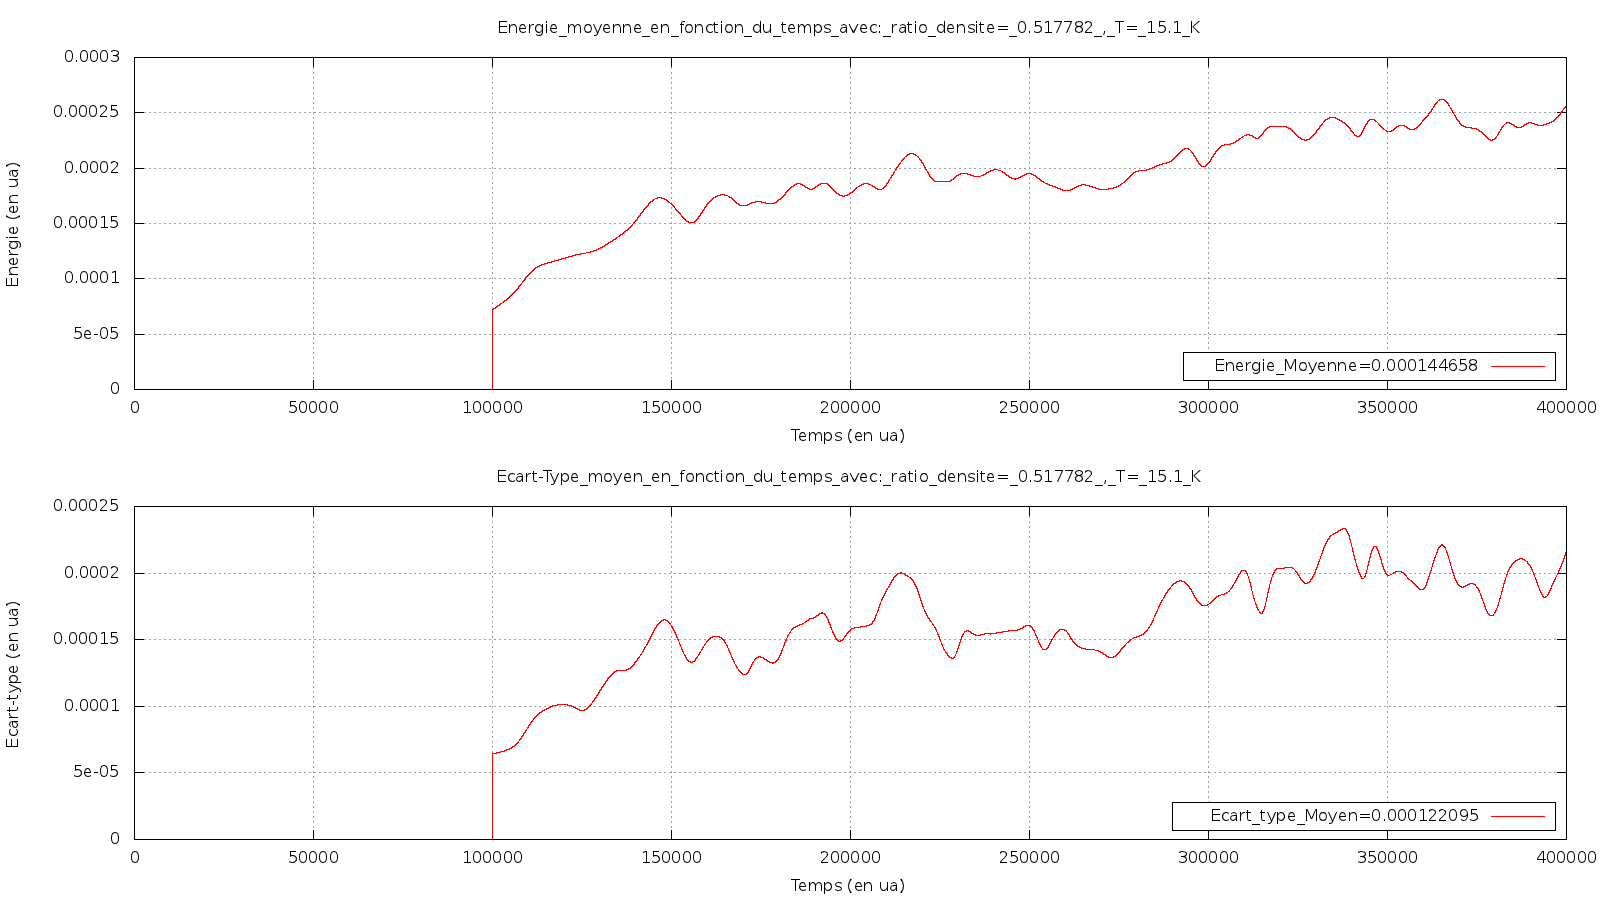 Energie_moyenne_en_fonction_du_temps_avec:_ratio_densite=_0.517782_,_T=_15.1_K
0.0003
0.00025
0.0002
0.00015
0.0001
5e-05
0
Energie (en ua)
Energie_Moyenne=0.000144658
0 50000 100000 150000 200000 250000 300000 350000 400000
Temps (en ua)
Ecart-Type_moyen_en_fonction_du_temps_avec:_ratio_densite=_0.517782_,_T=_15.1_K
0.00025
0.0002
0.00015
0.0001
5e-05
0
Ecart-type (en ua)
Ecart_type_Moyen=0.000122095
0 50000 100000 150000 200000 250000 300000 350000 400000
Temps (en ua)